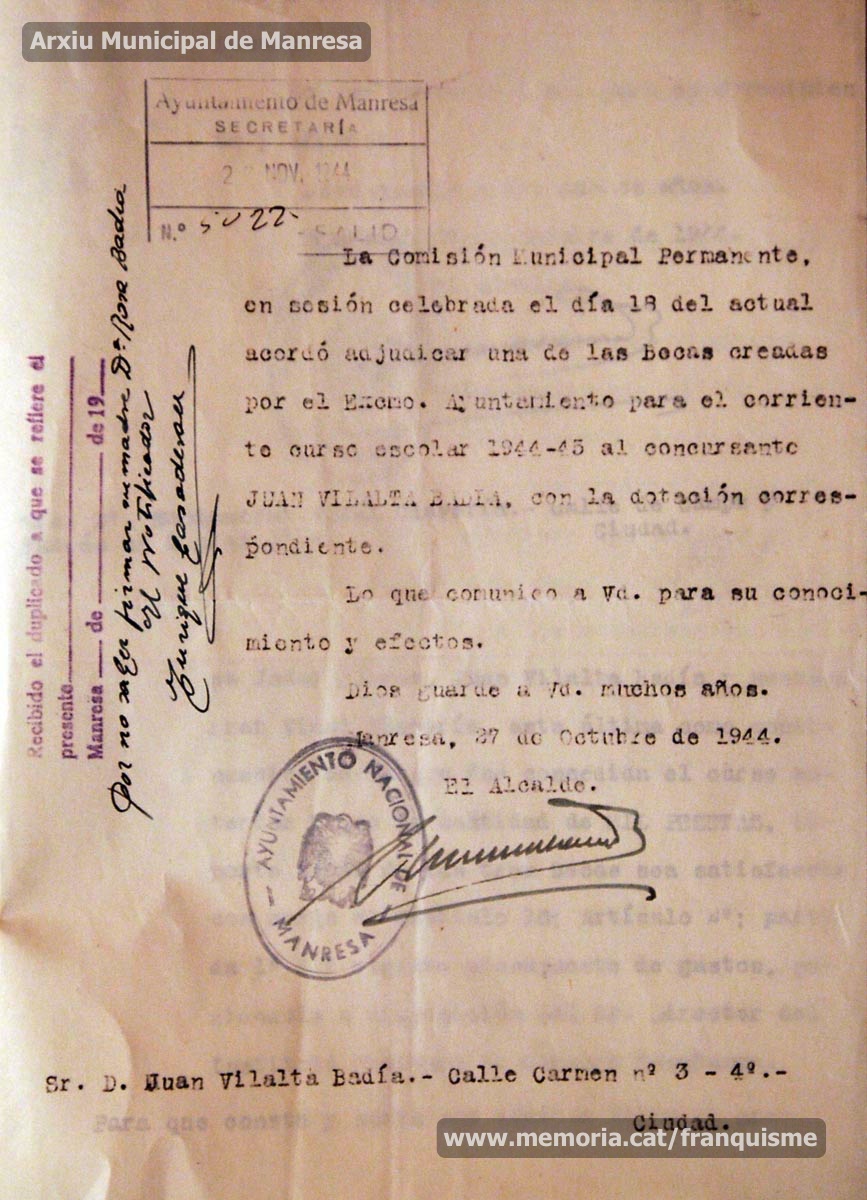 Arxiu Municipal de Manresa
Ayuntamiento de Manresa
SECRETARÍA
NOV. 1944
N.º 5022
SALID
La Comisión Municipal Permanente,
en sesión celebrada el día 18 del actual
acordó adjudicar una de las Becas creadas
por el Excmo. Ayuntamiento para el corrien-
te curso escolar 1944-45 al concursante
JUAN VILALTA BADIA, con la dotación corres-
pondiente.
Lo que comunico a Vd. para su conoci-
miento y efectos.
Dios guarde a Vd. muchos años.
Manresa, 27 de Octubre de 1944.
El Alcalde.
AYUNTAMIENTO NACIONAL DE
MANRESA
Recibido el duplicado a que se refiere el
presente
Manresa de de 19
Por no saber firmar su madre Dª Rosa Badia
El Notificador
Enrique
Sr. D. Juan Vilalta Badía.- Calle Carmen nº 3 - 4º.-
Ciudad.
www.memoria.cat/franquisme